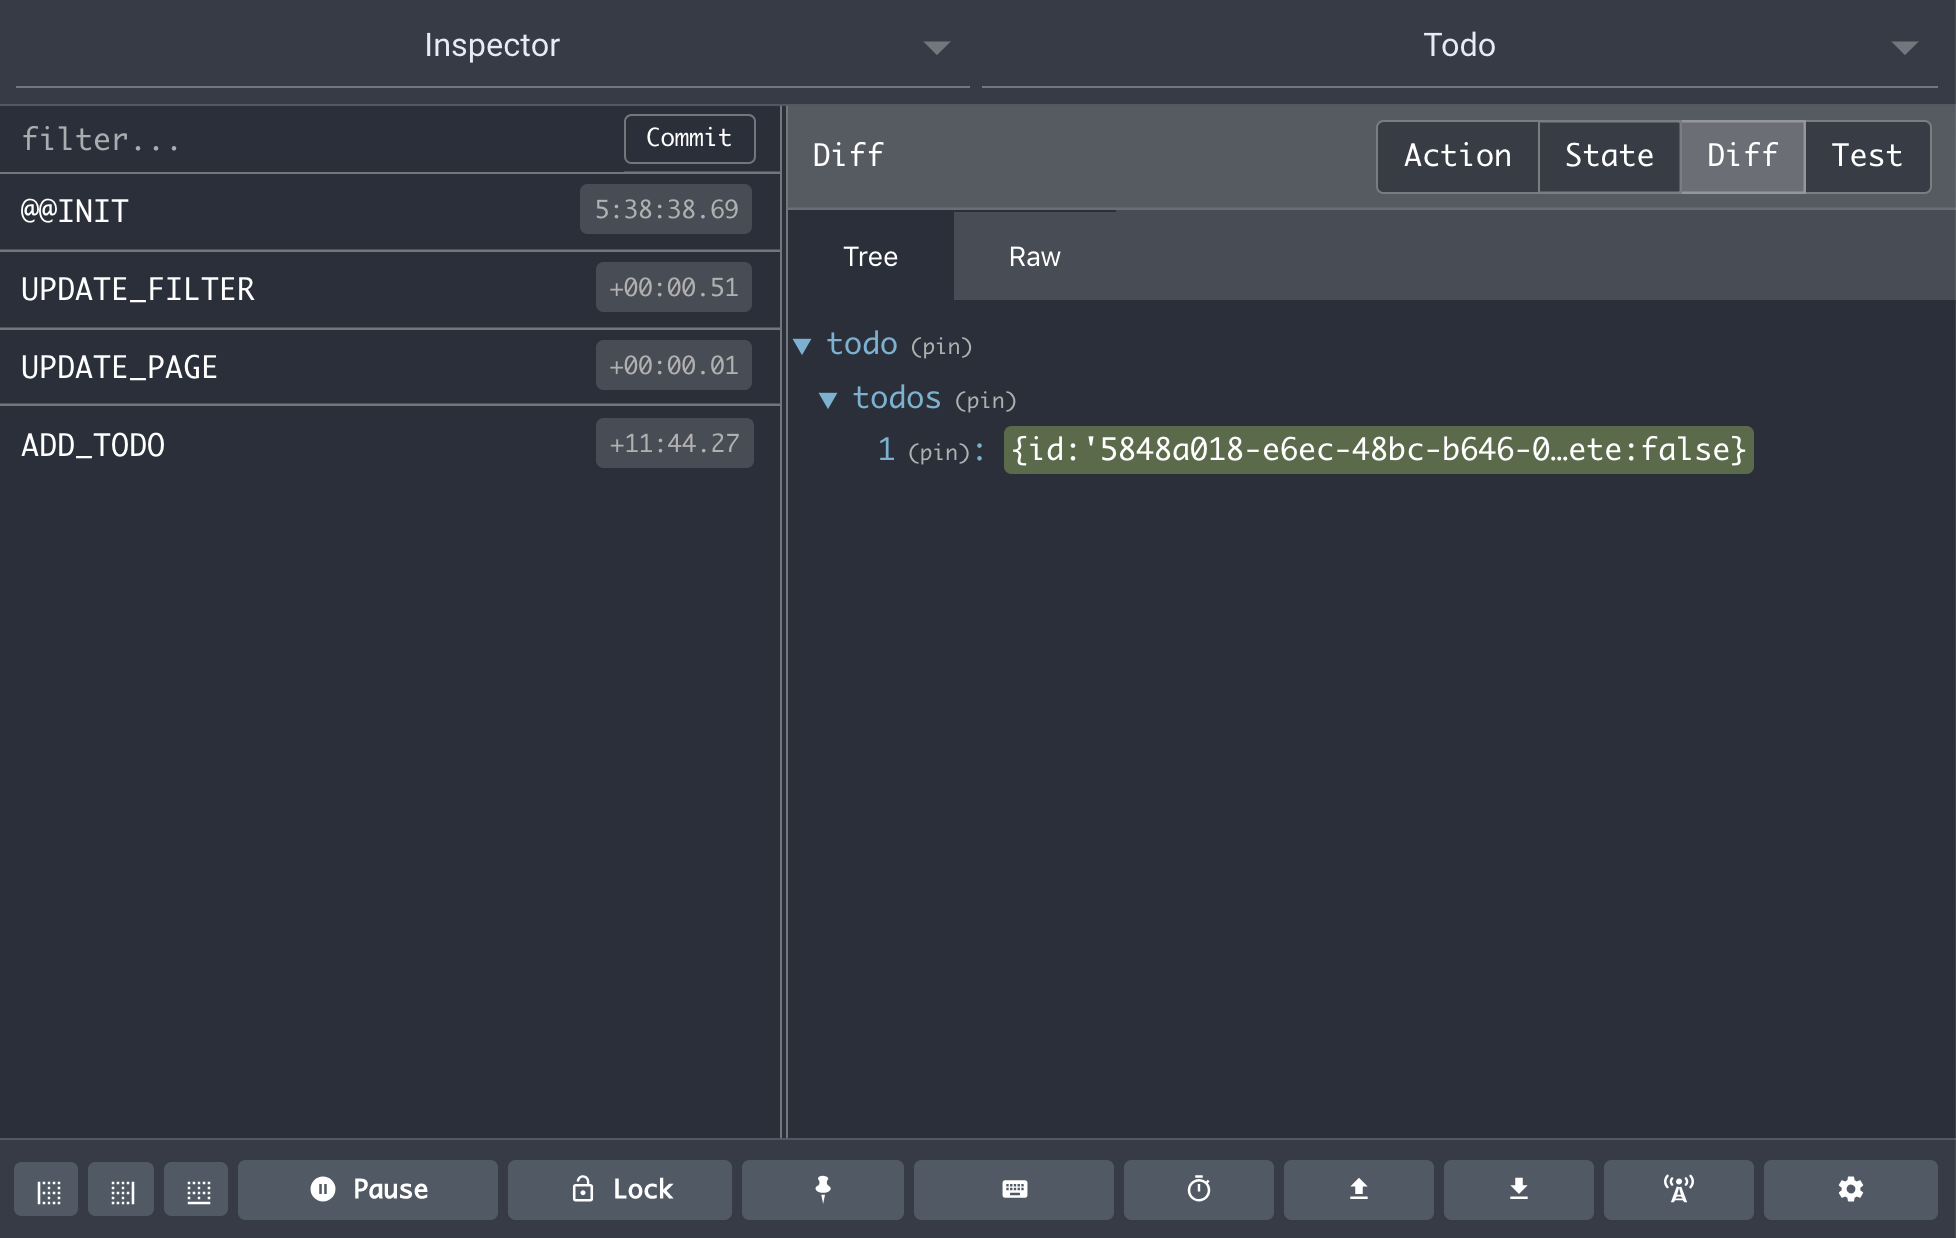 Inspector
Todo
filter...
Commit
@@INIT
5:38:38.69
UPDATE_FILTER
+00:00.51
UPDATE_PAGE
+00:00.01
ADD_TODO
+11:44.27
Diff
Action
State
Diff
Test
Tree
Raw
todo (pin)
todos (pin)
1 (pin): {id:'5848a018-e6ec-48bc-b646-0…ete:false}
Pause
Lock